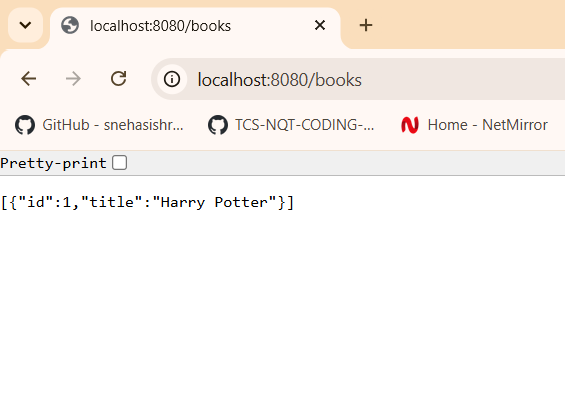 localhost:8080/books
localhost:8080/books
GitHub - snehasishr... TCS-NQT-CODING-... Home - NetMirror
Pretty-print
[{"id":1,"title":"Harry Potter"}]